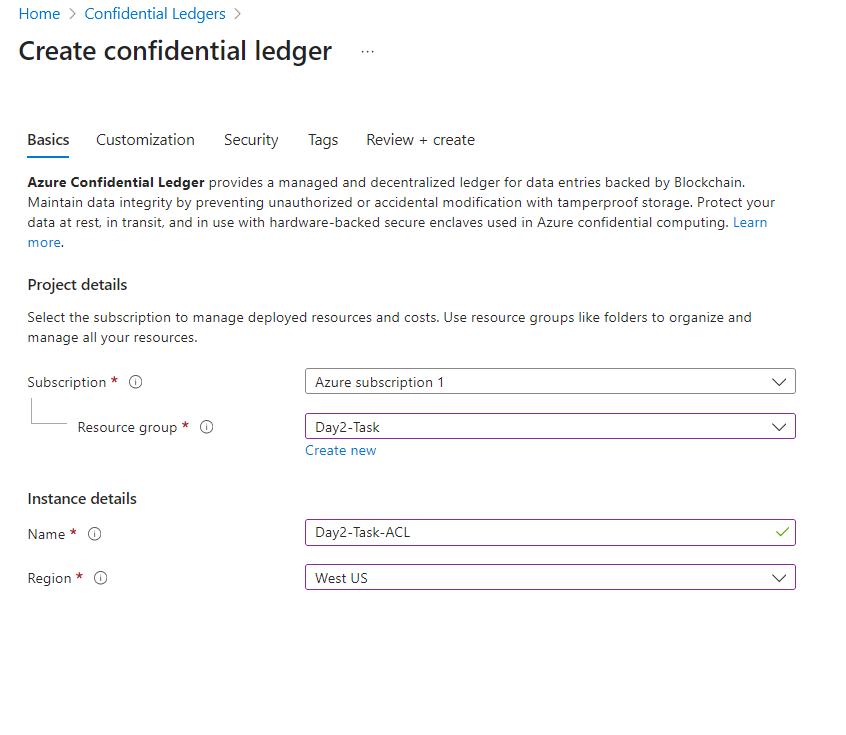 Home > Confidential Ledgers >
Create confidential ledger ...
Basics Customization Security Tags Review + create
Azure Confidential Ledger provides a managed and decentralized ledger for data entries backed by Blockchain.
Maintain data integrity by preventing unauthorized or accidental modification with tamperproof storage. Protect your
data at rest, in transit, and in use with hardware-backed secure enclaves used in Azure confidential computing. Learn
more.
Project details
Select the subscription to manage deployed resources and costs. Use resource groups like folders to organize and
manage all your resources.
Subscription * Azure subscription 1
Resource group * Day2-Task
Create new
Instance details
Name * Day2-Task-ACL
Region * West US